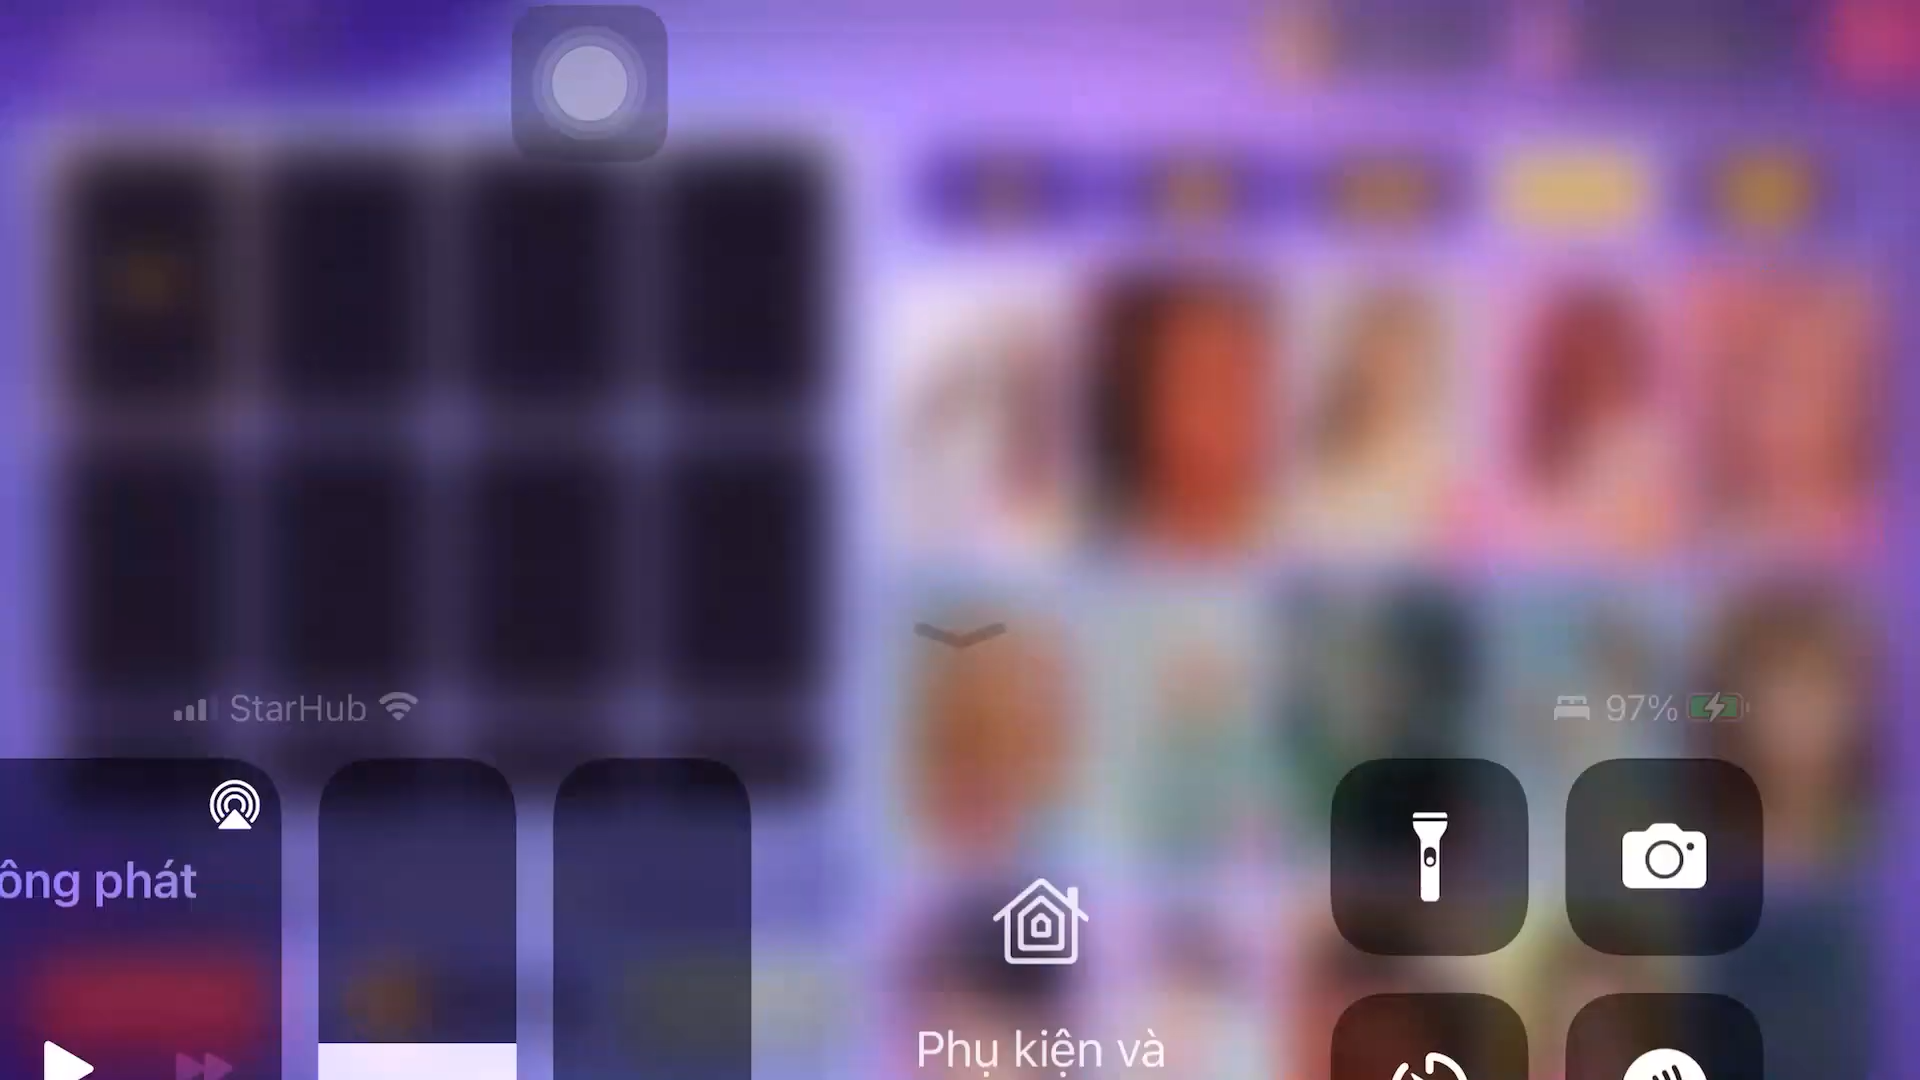 StarHub
97%
ông phát
Phụ kiện và